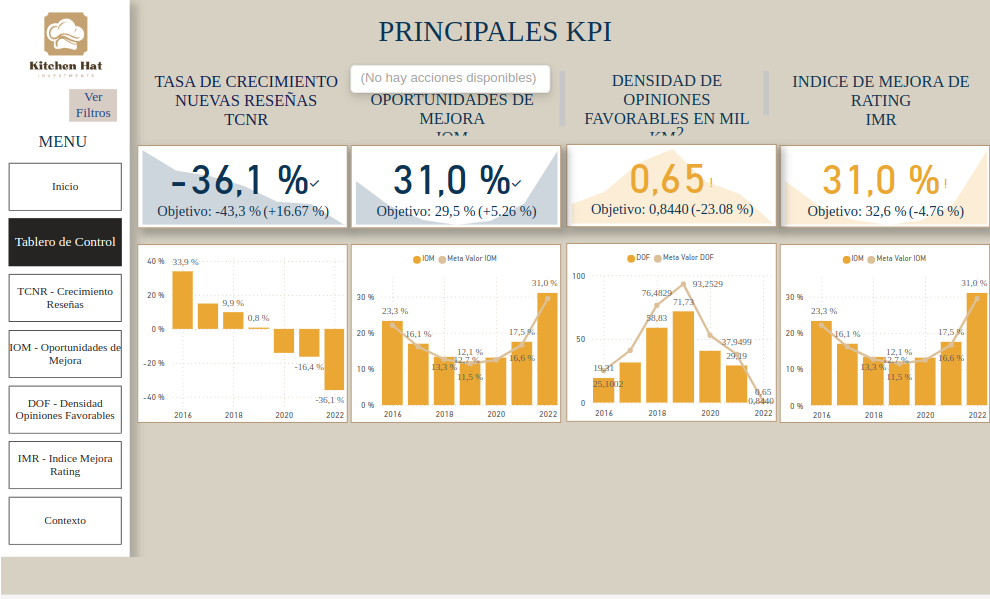 Kitchen Hat
INVESTMENTS
Ver
Filtros
MENU
Inicio
Tablero de Control
TCNR - Crecimiento
Reseñas
IOM - Oportunidades de
Mejora
DOF - Densidad
Opiniones Favorables
IMR - Indice Mejora
Rating
Contexto
PRINCIPALES KPI
TASA DE CRECIMIENTO
NUEVAS RESEÑAS
TCNR
(No hay acciones disponibles)
OPORTUNIDADES DE
MEJORA
IOM
DENSIDAD DE
OPINIONES
FAVORABLES EN MIL
KM2
INDICE DE MEJORA DE
RATING
IMR
-36,1 %
Objetivo: -43,3 % (+16.67 %)
31,0 %
Objetivo: 29,5 % (+5.26 %)
0,65!
Objetivo: 0,8440 (-23.08 %)
31,0 %!
Objetivo: 32,6 % (-4.76 %)
40 %
20 %
0 %
-20 %
-40 %
33,9 %
9,9 %
0,8 %
-16,4 %
-36,1 %
2016 2018 2020 2022
IOM Meta Valor IOM
30 %
20 %
10 %
0 %
23,3 %
16,1 %
13,3 %
12,7 %
12,1 %
11,5 %
17,5 %
16,6 %
31,0 %
2016 2018 2020 2022
DOF Meta Valor DOF
100
50
0
19,31
25,1002
76,4829
58,83
71,73
93,2529
37,9499
29,19
0,65
0,8440
2016 2018 2020 2022
IOM Meta Valor IOM
30 %
20 %
10 %
0 %
23,3 %
16,1 %
13,3 %
12,7 %
12,1 %
11,5 %
17,5 %
16,6 %
31,0 %
2016 2018 2020 2022